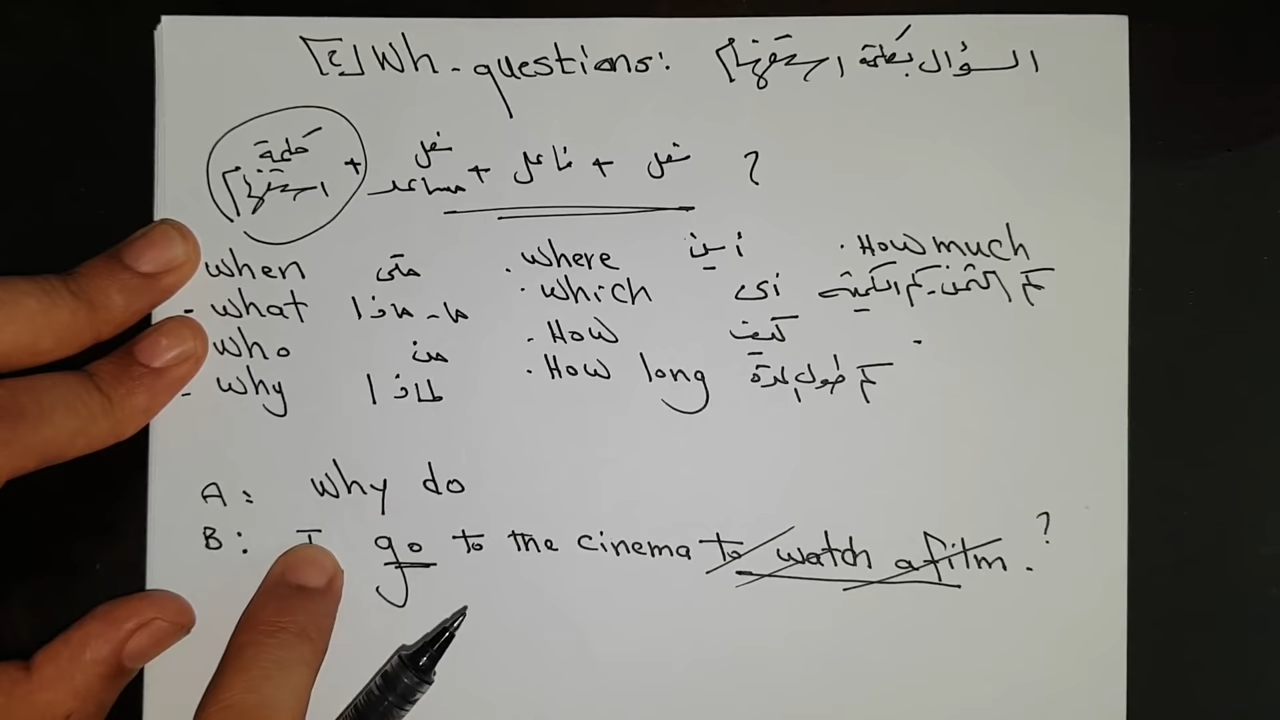 [ع] Wh-questions: السؤال بكلمة استفهام
كلمة استفهام + فعل مساعد + فاعل + فعل ?
when متى . where أين . How much
- what ما - ماذا . which أى كم الثمن - كم الكمية
who من - How كيف .
- why لماذا . How long كم طول المدة
A: Why do
B: I go to the cinema to watch a film. ?